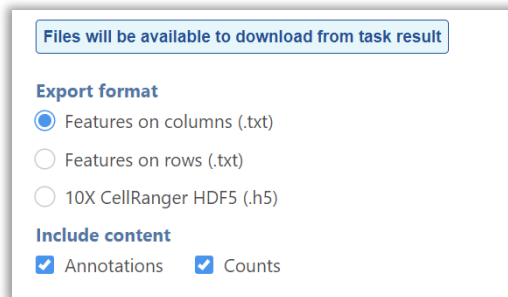 Files will be available to download from task result
Export format
Features on columns (.txt)
Features on rows (.txt)
10X CellRanger HDF5 (.h5)
Include content
Annotations Counts